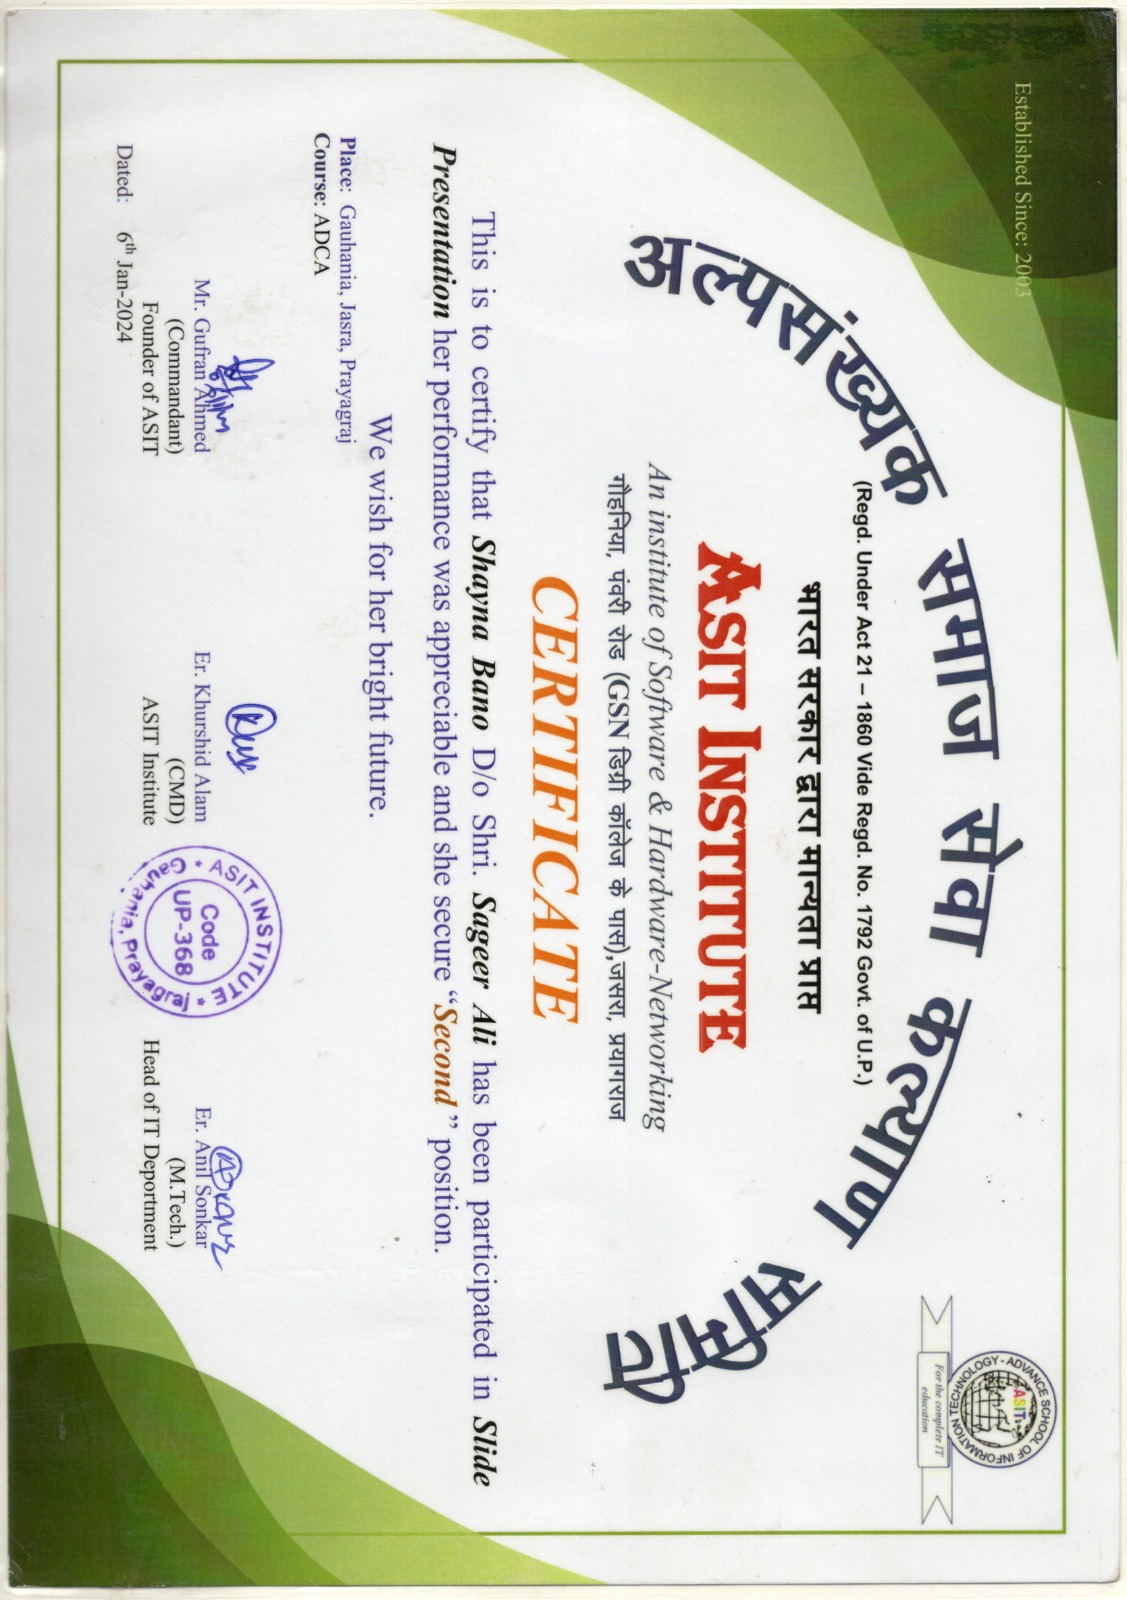 Established Since: 2003
ADVANCE SCHOOL OF INFORMATION TECHNOLOGY
ASIT
For the complete IT
education
अल्पसंख्यक समाज सेवा कल्याण समिति
(Regd. Under Act 21 – 1860 Vide Regd. No. 1792 Govt. of U.P.)
भारत सरकार द्वारा मान्यता प्राप्त
ASIT INSTITUTE
An institute of Software & Hardware-Networking
गौहनिया, पंवरी रोड (GSN डिग्री कॉलेज के पास),जसरा, प्रयागराज
CERTIFICATE
This is to certify that Shayna Bano D/o Shri. Sageer Ali has been participated in Slide
Presentation her performance was appreciable and she secure “Second ” position.
We wish for her bright future.
Place: Gauhania, Jasra, Prayagraj
Course: ADCA
Mr. Gufran Ahmed
(Commandant)
Founder of ASIT
Er. Khurshid Alam
(CMD)
ASIT Institute
ASIT INSTITUTE
Code
UP-368
Gauhania, Prayagraj
Er. Anil Sonkar
(M.Tech.)
Head of IT Deportment
Dated: 6th Jan-2024